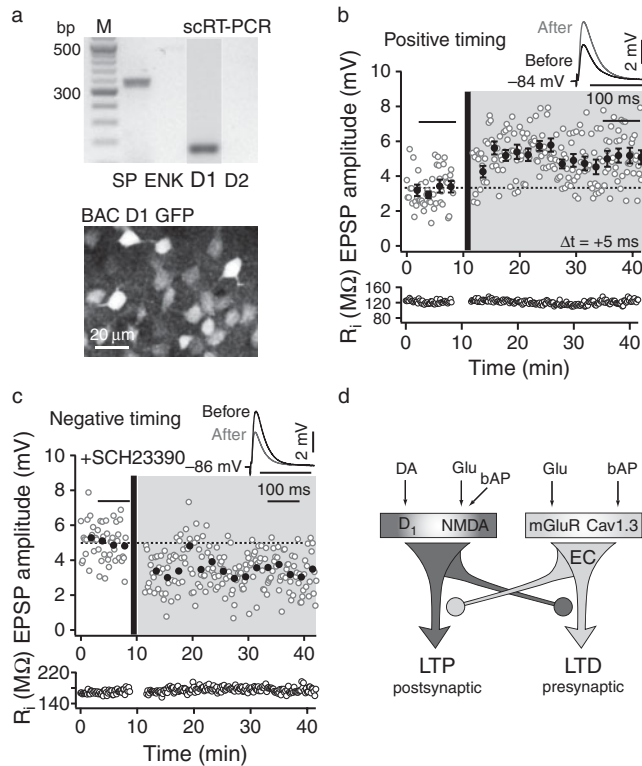 a
bp M scRT-PCR
500
300
SP ENK D1 D2
BAC D1 GFP
20 μm
b
Positive timing
After
Before
–84 mV
2 mV
100 ms
EPSP amplitude (mV)
10
8
6
4
2
0
Δt = +5 ms
0 10 20 30 40
Ri (MΩ)
160
120
80
0 10 20 30 40
Time (min)
c
Negative timing
+SCH23390
Before
After
–86 mV
2 mV
100 ms
EPSP amplitude (mV)
10
8
6
4
2
0
0 10 20 30 40
Ri (MΩ)
220
140
0 10 20 30 40
Time (min)
d
DA Glu bAP Glu bAP
D1 NMDA mGluR Cav1.3
EC
LTP LTD
postsynaptic presynaptic